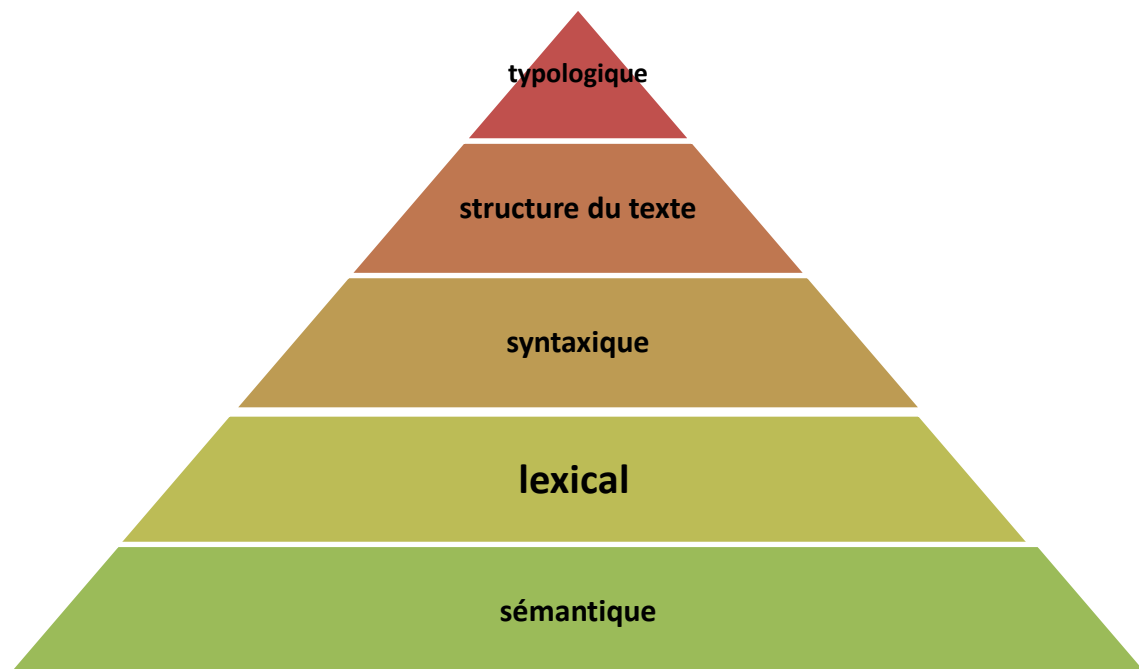 typologique
structure du texte
syntaxique
lexical
sémantique